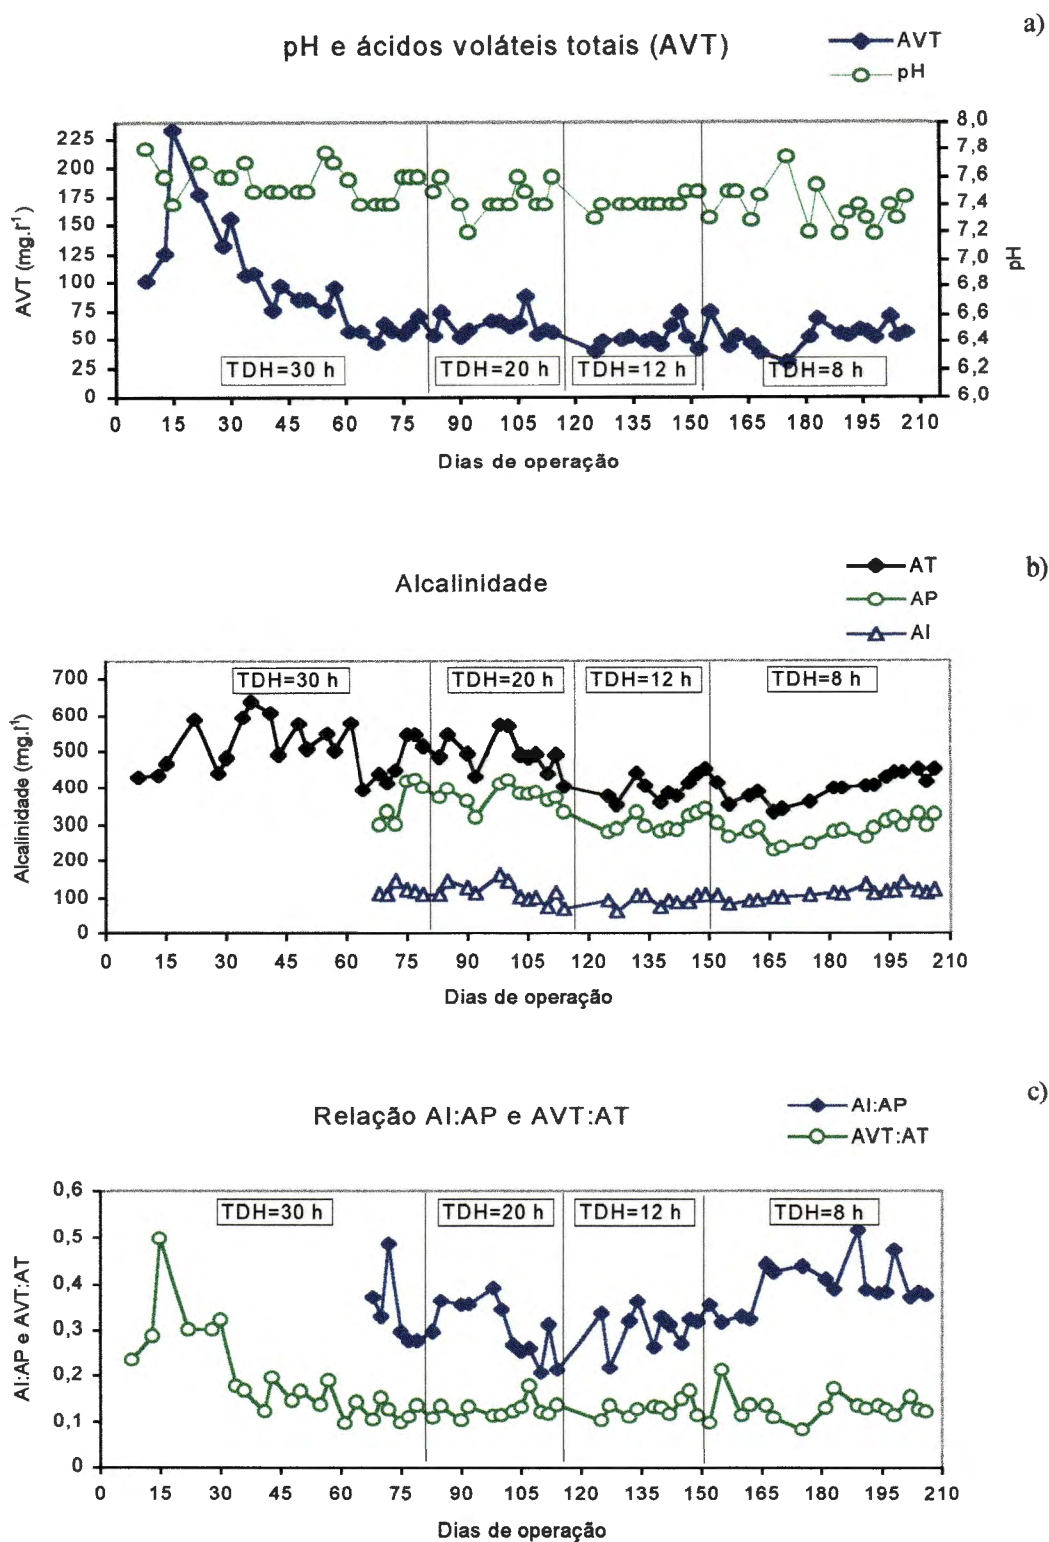 a)
pH e ácidos voláteis totais (AVT)
AVT
pH
225
200
175
150
125
100
75
50
25
0
AVT (mg.l¹)
8,0
7,8
7,6
7,4
7,2
7,0
6,8
6,6
6,4
6,2
6,0
pH
TDH=30 h
TDH=20 h
TDH=12 h
TDH=8 h
0 15 30 45 60 75 90 105 120 135 150 165 180 195 210
Dias de operação
b)
Alcalinidade
AT
AP
AI
700
600
500
400
300
200
100
0
Alcalinidade (mg.l¹)
TDH=30 h
TDH=20 h
TDH=12 h
TDH=8 h
0 15 30 45 60 75 90 105 120 135 150 165 180 195 210
Dias de operação
c)
Relação AI:AP e AVT:AT
AI:AP
AVT:AT
0,6
0,5
0,4
0,3
0,2
0,1
0
AI:AP e AVT:AT
TDH=30 h
TDH=20 h
TDH=12 h
TDH=8 h
0 15 30 45 60 75 90 105 120 135 150 165 180 195 210
Dias de operação